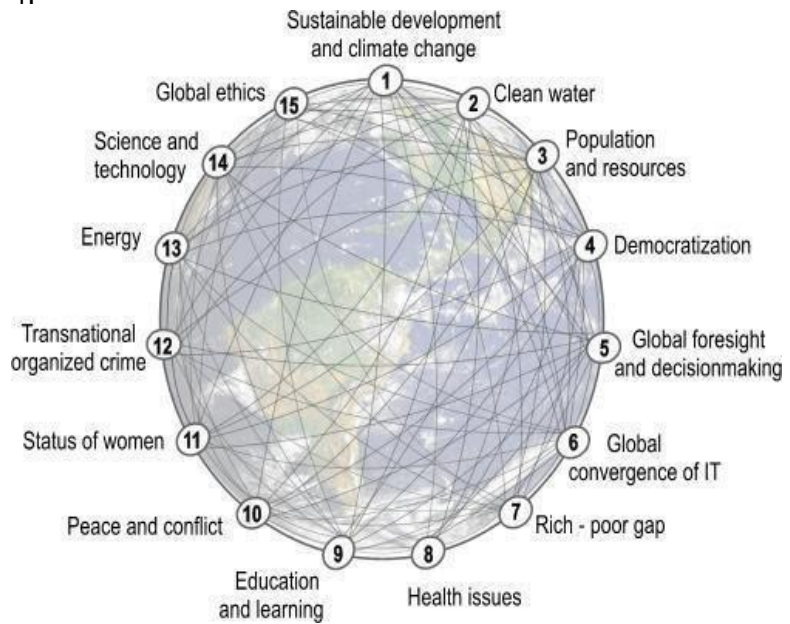 Sustainable development
and climate change
1
2
Clean water
3
Population
and resources
4
Democratization
5
Global foresight
and decisionmaking
6
Global
convergence of IT
7
Rich - poor gap
8
Health issues
9
Education
and learning
10
Peace and conflict
11
Status of women
12
Transnational
organized crime
13
Energy
14
Science and
technology
15
Global ethics